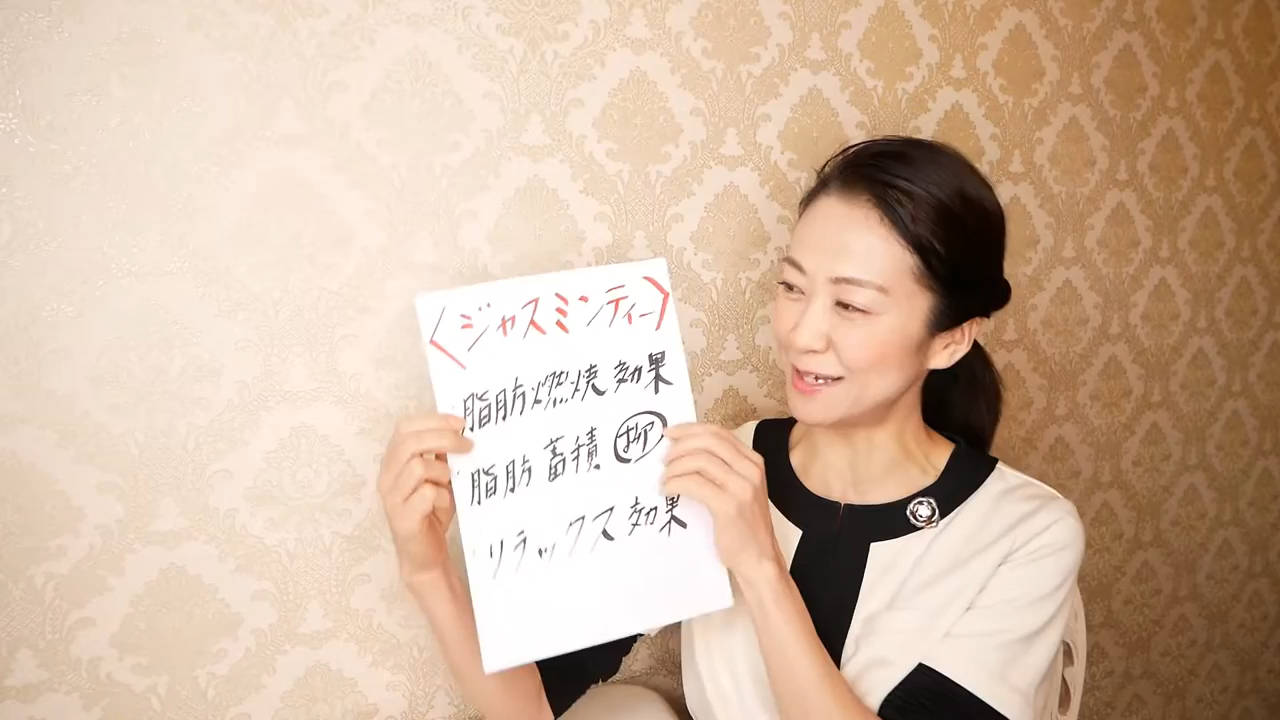 〈ジャスミンティー〉
・脂肪燃焼効果
・脂肪蓄積抑
・リラックス効果